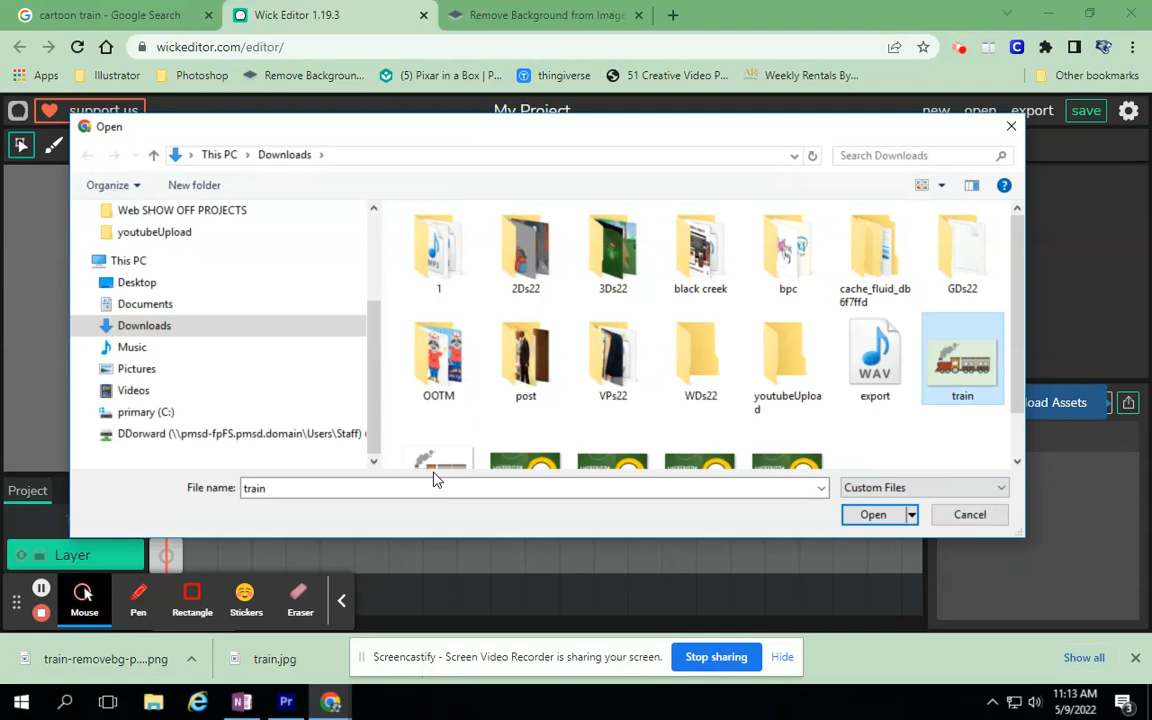 cartoon train - Google Search
Wick Editor 1.19.3
Remove Background from Image
wickeditor.com/editor/
Apps
Illustrator
Photoshop
Remove Backgroun...
(5) Pixar in a Box | P...
thingiverse
51 Creative Video P...
Weekly Rentals By...
Other bookmarks
support us
My Project
new
open
export
save
Open
This PC
Downloads
Search Downloads
Organize
New folder
Web SHOW OFF PROJECTS
youtubeUpload
This PC
Desktop
Documents
Downloads
Music
Pictures
Videos
primary (C:)
DDorward (\\pmsd-fpFS.pmsd.domain\Users\Staff) (
1
2Ds22
3Ds22
black creek
bpc
cache_fluid_db
6f7ffd
GDs22
OOTM
post
VPs22
WDs22
youtubeUploa
d
WAV
export
train
File name:
train
Custom Files
Open
Cancel
load Assets
Project
Layer
Mouse
Pen
Rectangle
Stickers
Eraser
train-removebg-p....png
train.jpg
Screencastify - Screen Video Recorder is sharing your screen.
Stop sharing
Hide
Show all
11:13 AM
5/9/2022
3